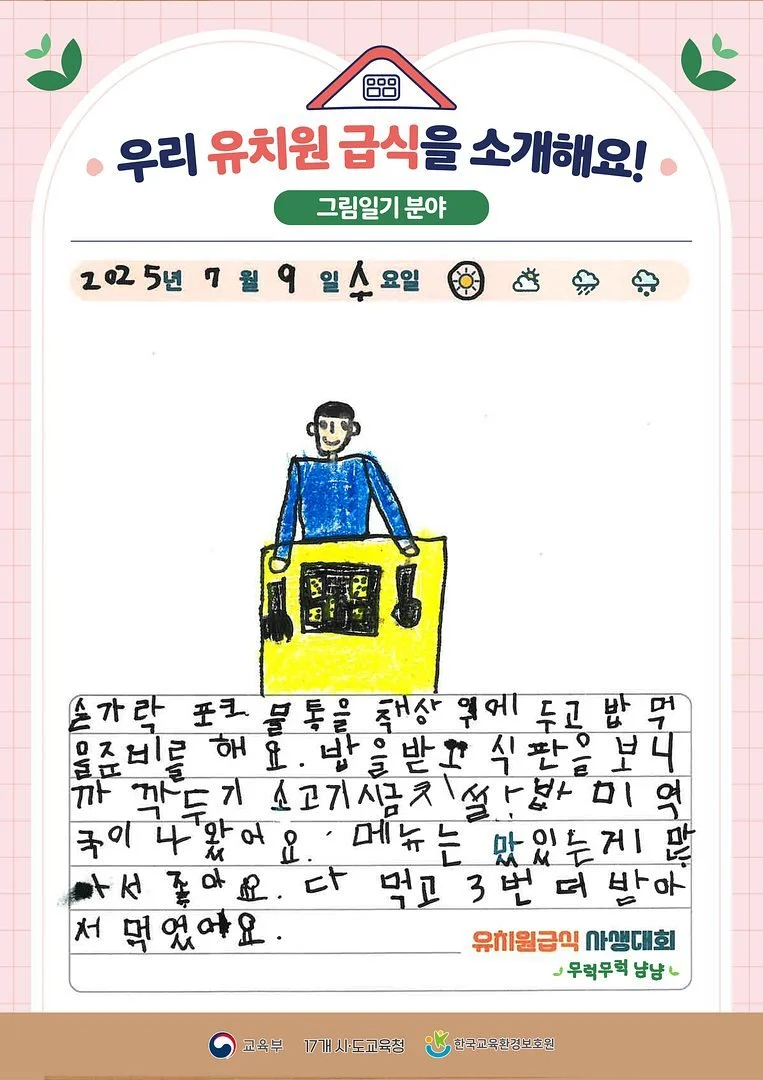 우리 유치원 급식을 소개해요!
그림일기 분야
2025년 7 월 9 일 수 요일
숟가락 포크 물통을 책상 위에 두고 밥 먹
을준비를 해요. 밥을받고 식판을 보니
까 깍두기 소고기시금치 쌀밥 미역
국이 나왔어요. 메뉴는 맛있는게 많
아서 좋아요. 다 먹고 3번 더 받아
서 먹었어요.
유치원급식 사생대회
무럭무럭 냠냠
교육부 17개 시·도교육청 한국교육환경보호원